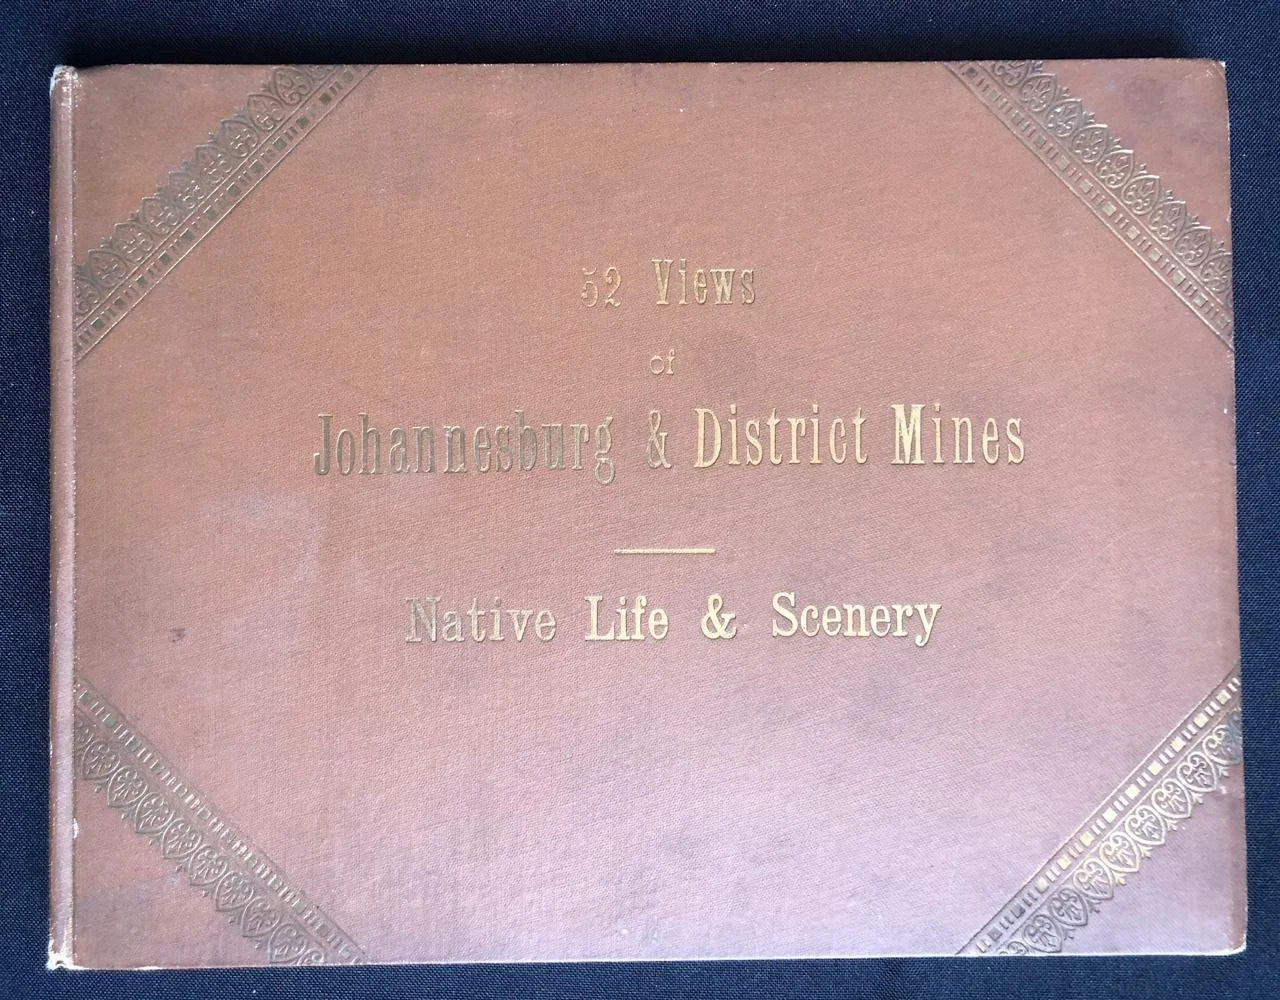 52 Views
of
Johannesburg & District Mines
Native Life & Scenery